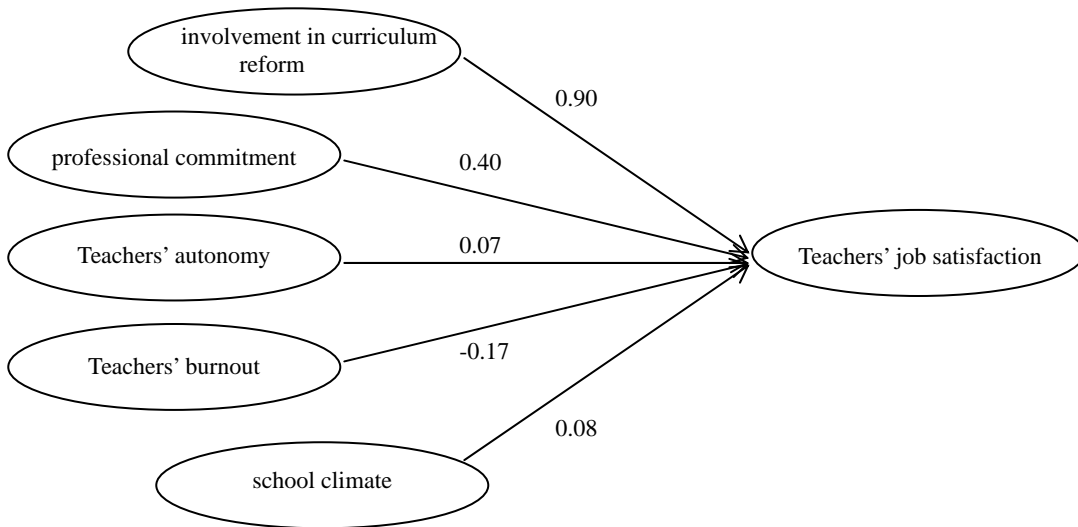 involvement in curriculum
reform
0.90
professional commitment
0.40
Teachers’ autonomy
0.07
Teachers’ job satisfaction
Teachers’ burnout
-0.17
0.08
school climate